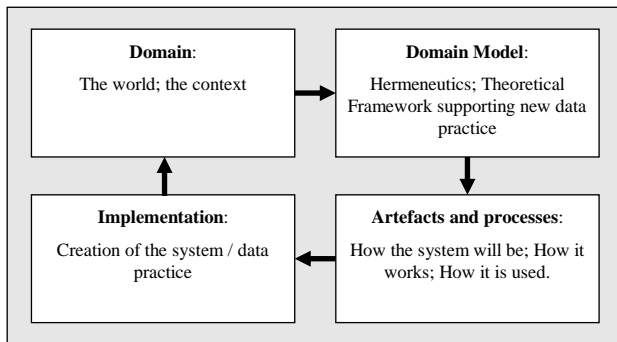 Domain:
The world; the context
Domain Model:
Hermeneutics; Theoretical
Framework supporting new data
practice
Implementation:
Creation of the system / data
practice
Artefacts and processes:
How the system will be; How it
works; How it is used.